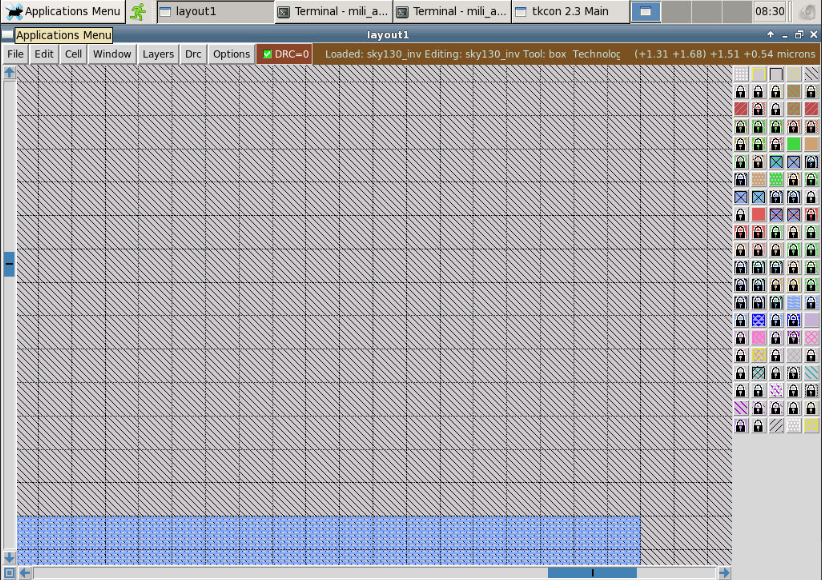 Applications Menu
layout1
Terminal - mili_a...
Terminal - mili_a...
tkcon 2.3 Main
08:30
Applications Menu
layout1
File
Edit
Cell
Window
Layers
Drc
Options
DRC=0
Loaded: sky130_inv Editing: sky130_inv Tool: box Technolog
(+1.31 +1.68) +1.51 +0.54 microns